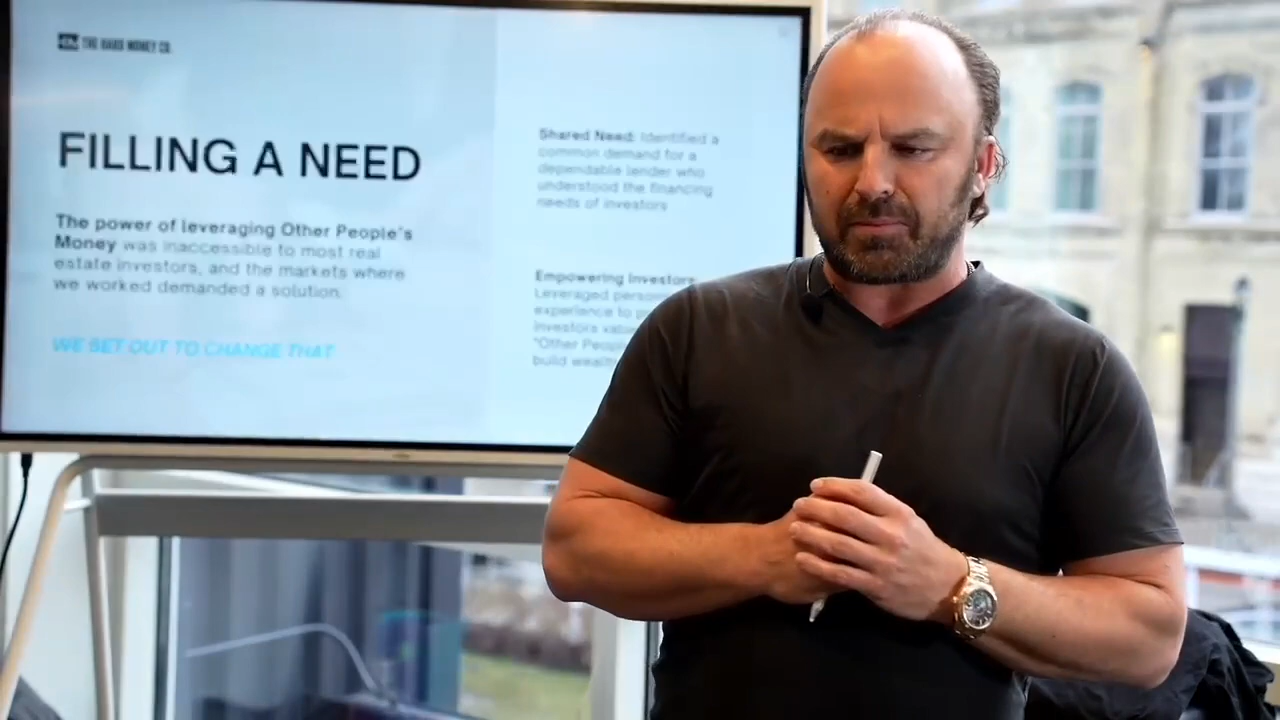 THE HARD MONEY CO.
FILLING A NEED
The power of leveraging Other People's
Money was inaccessible to most real
estate investors, and the markets where
we worked demanded a solution.
WE SET OUT TO CHANGE THAT
Shared Need: Identified a
common demand for a
dependable lender who
understood the financing
needs of investors
Empowering Investors
Leveraged
experience to
investors
"Other
build wealth